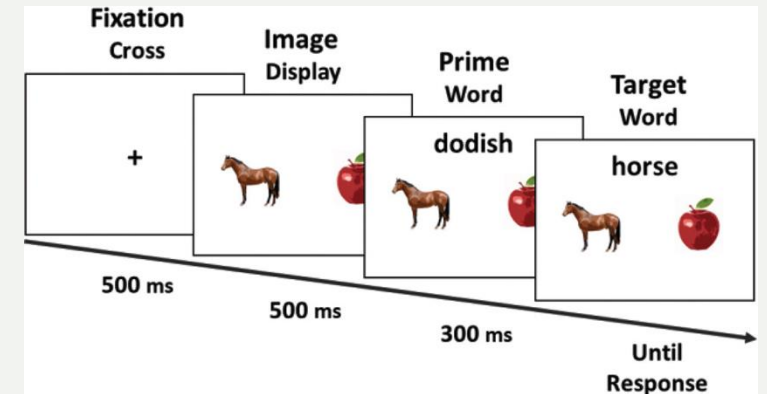 Fixation
Cross
Image
Display
Prime
Word
Target
Word
+
dodish
horse
500 ms
500 ms
300 ms
Until
Response